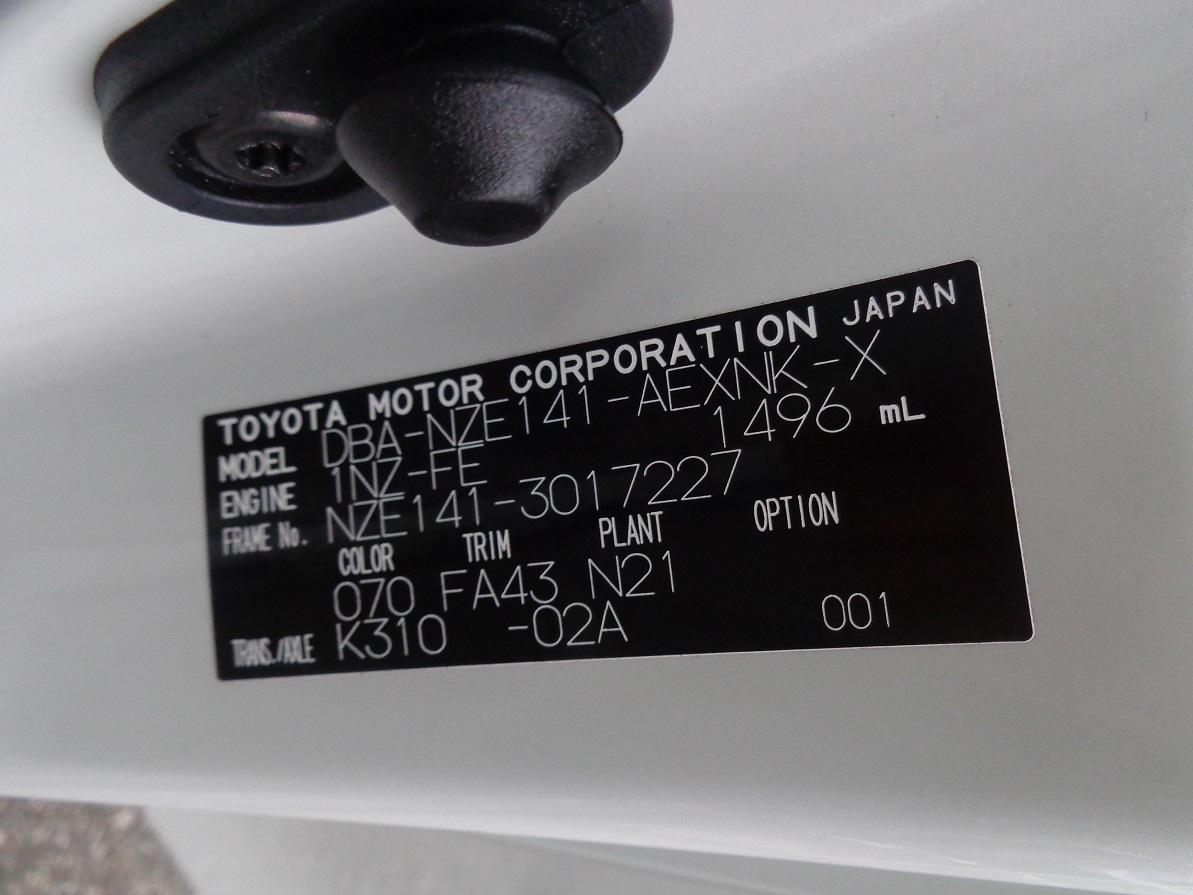 TOYOTA MOTOR CORPORATION JAPAN
MODEL DBA-NZE141-AEXNK-X
ENGINE 1NZ-FE 1496 mL
FRAME No. NZE141-3017227
COLOR TRIM PLANT OPTION
070 FA43 N21
TRANS./AXLE K310 -02A 001